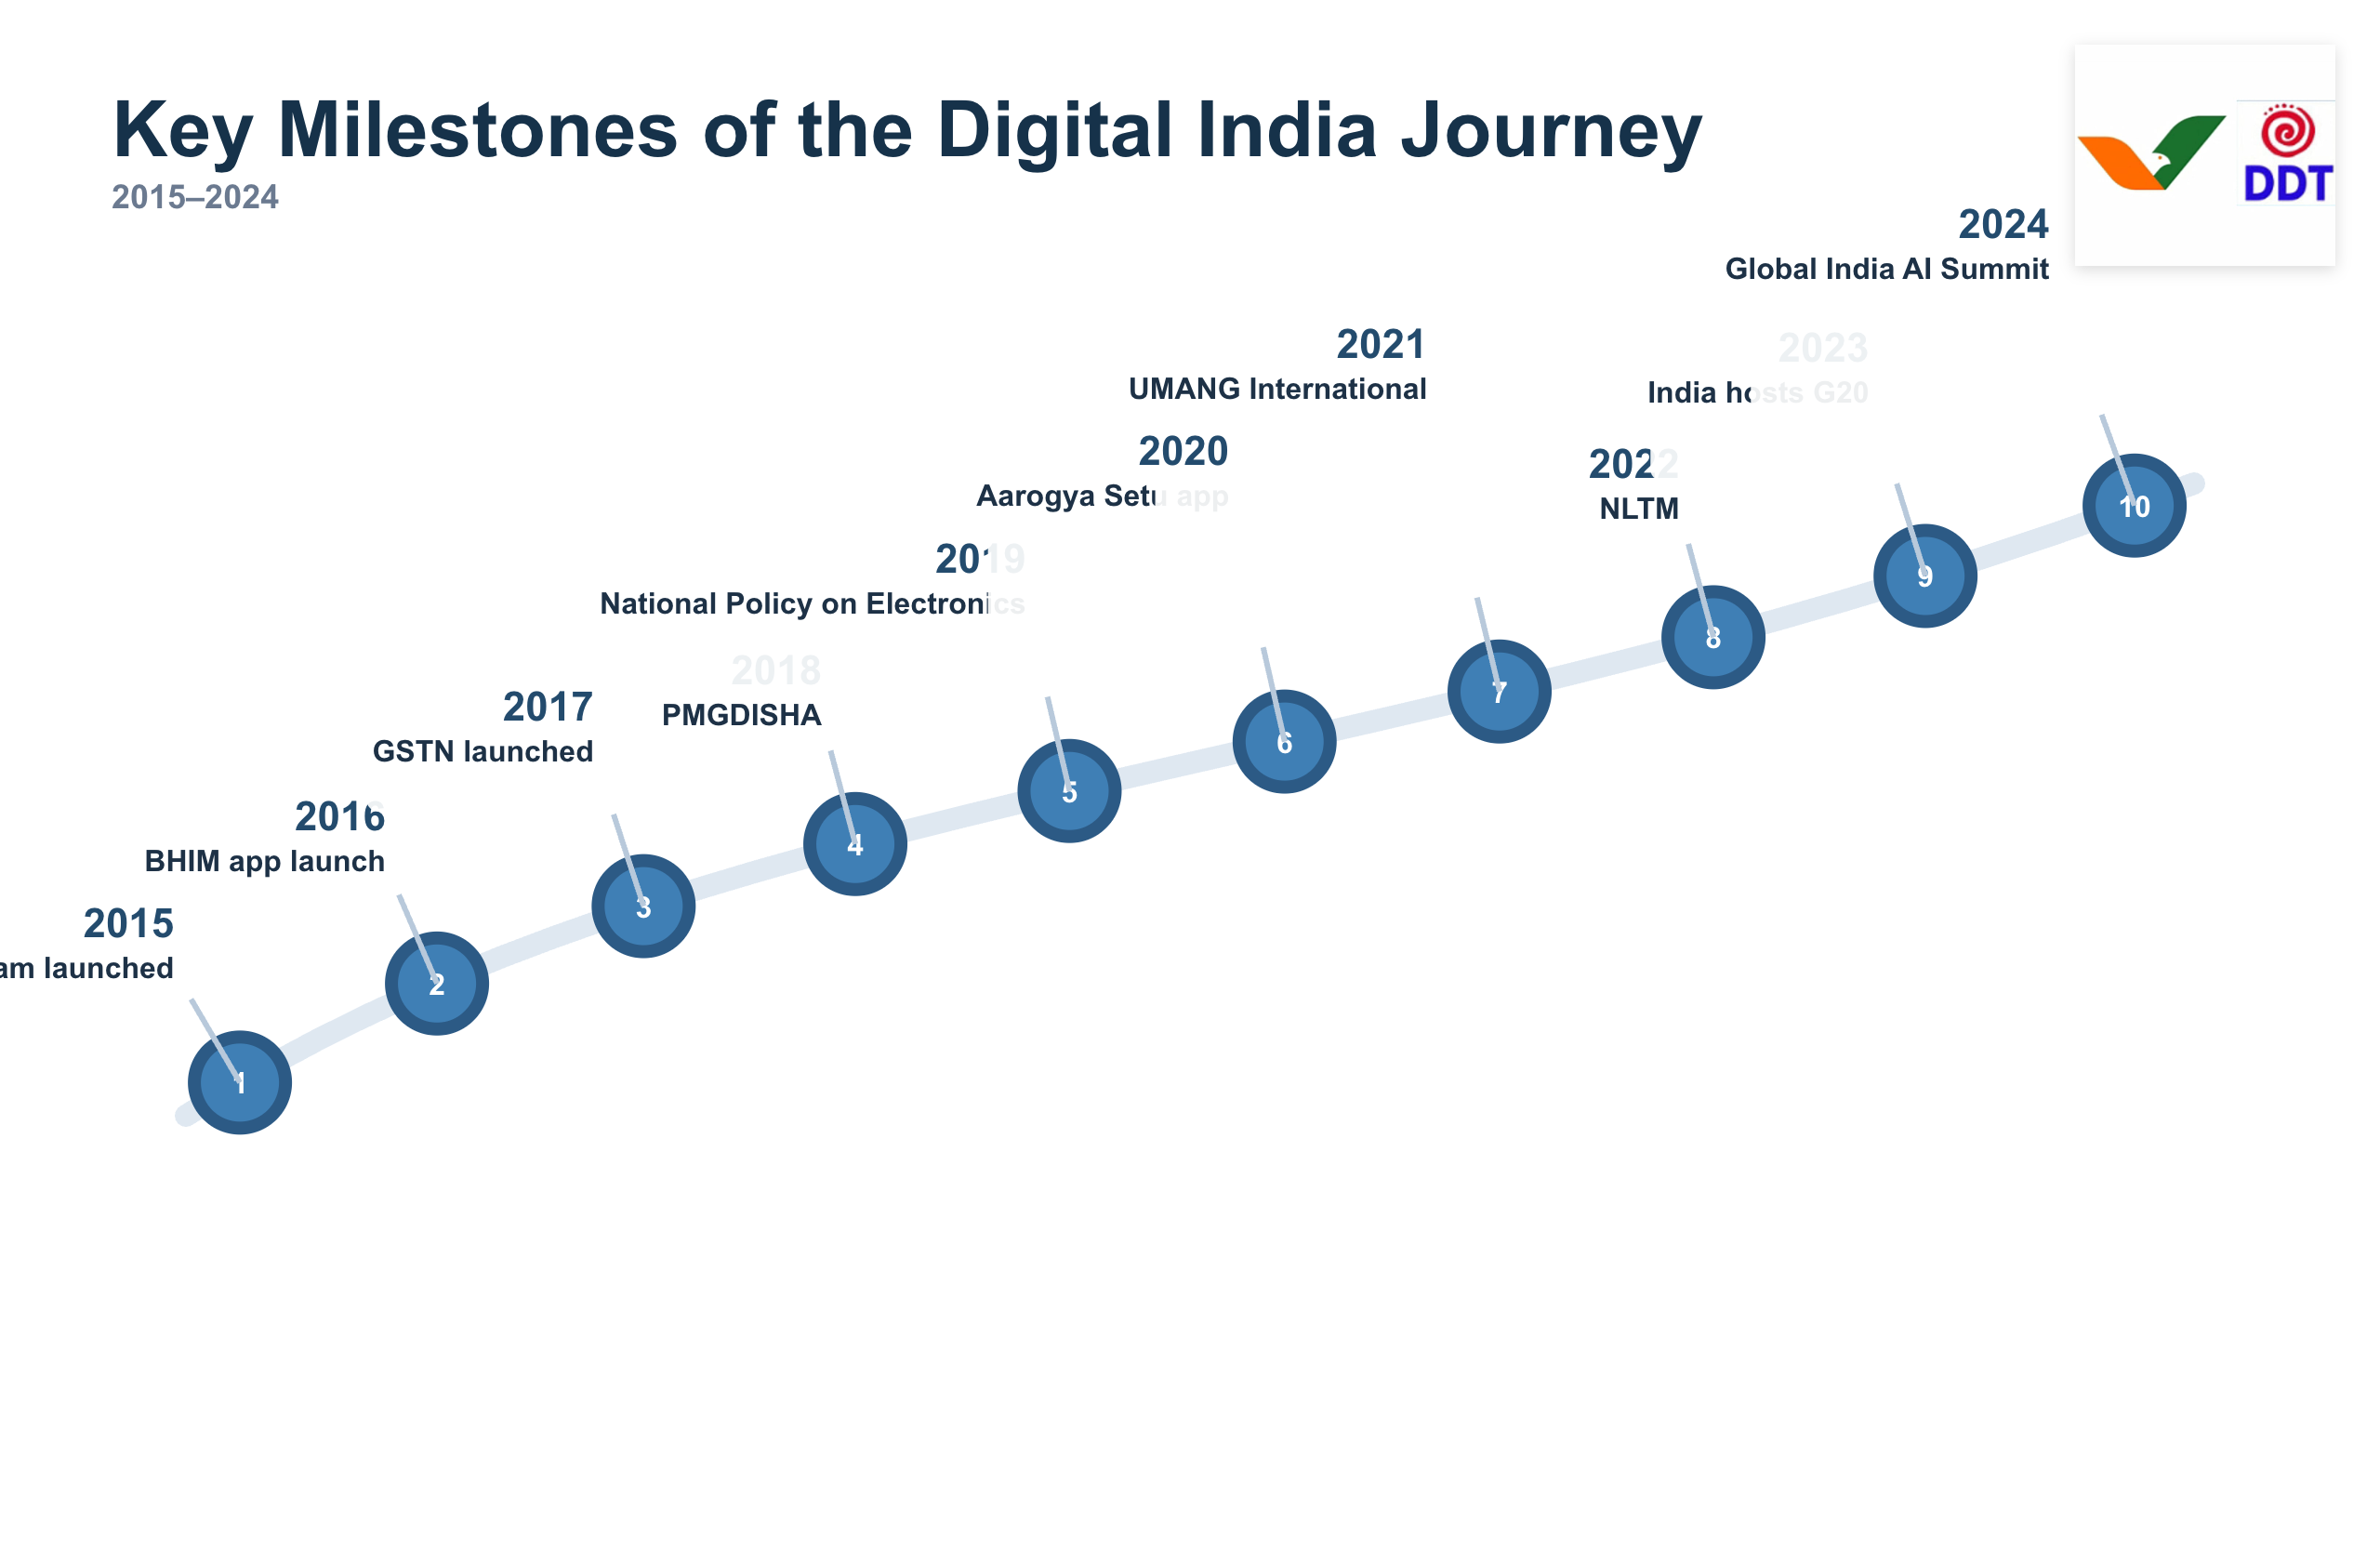 Key Milestones of the Digital India Journey
2015–2024
DDT
2024
Global India AI Summit
2023
India hosts G20
2022
NLTM
2021
UMANG International
2020
Aarogya Setu app
2019
National Policy on Electronics
2018
PMGDISHA
2017
GSTN launched
2016
BHIM app launch
2015
launched
1
2
3
4
5
6
7
8
9
10